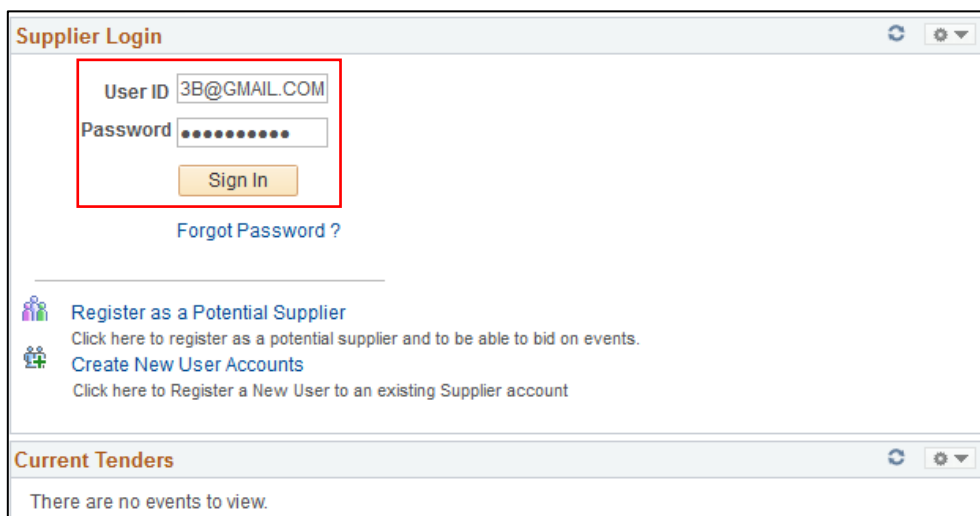 Supplier Login
User ID 3B@GMAIL.COM
Password ●●●●●●●●●●
Sign In
Forgot Password ?
Register as a Potential Supplier
Click here to register as a potential supplier and to be able to bid on events.
Create New User Accounts
Click here to Register a New User to an existing Supplier account
Current Tenders
There are no events to view.